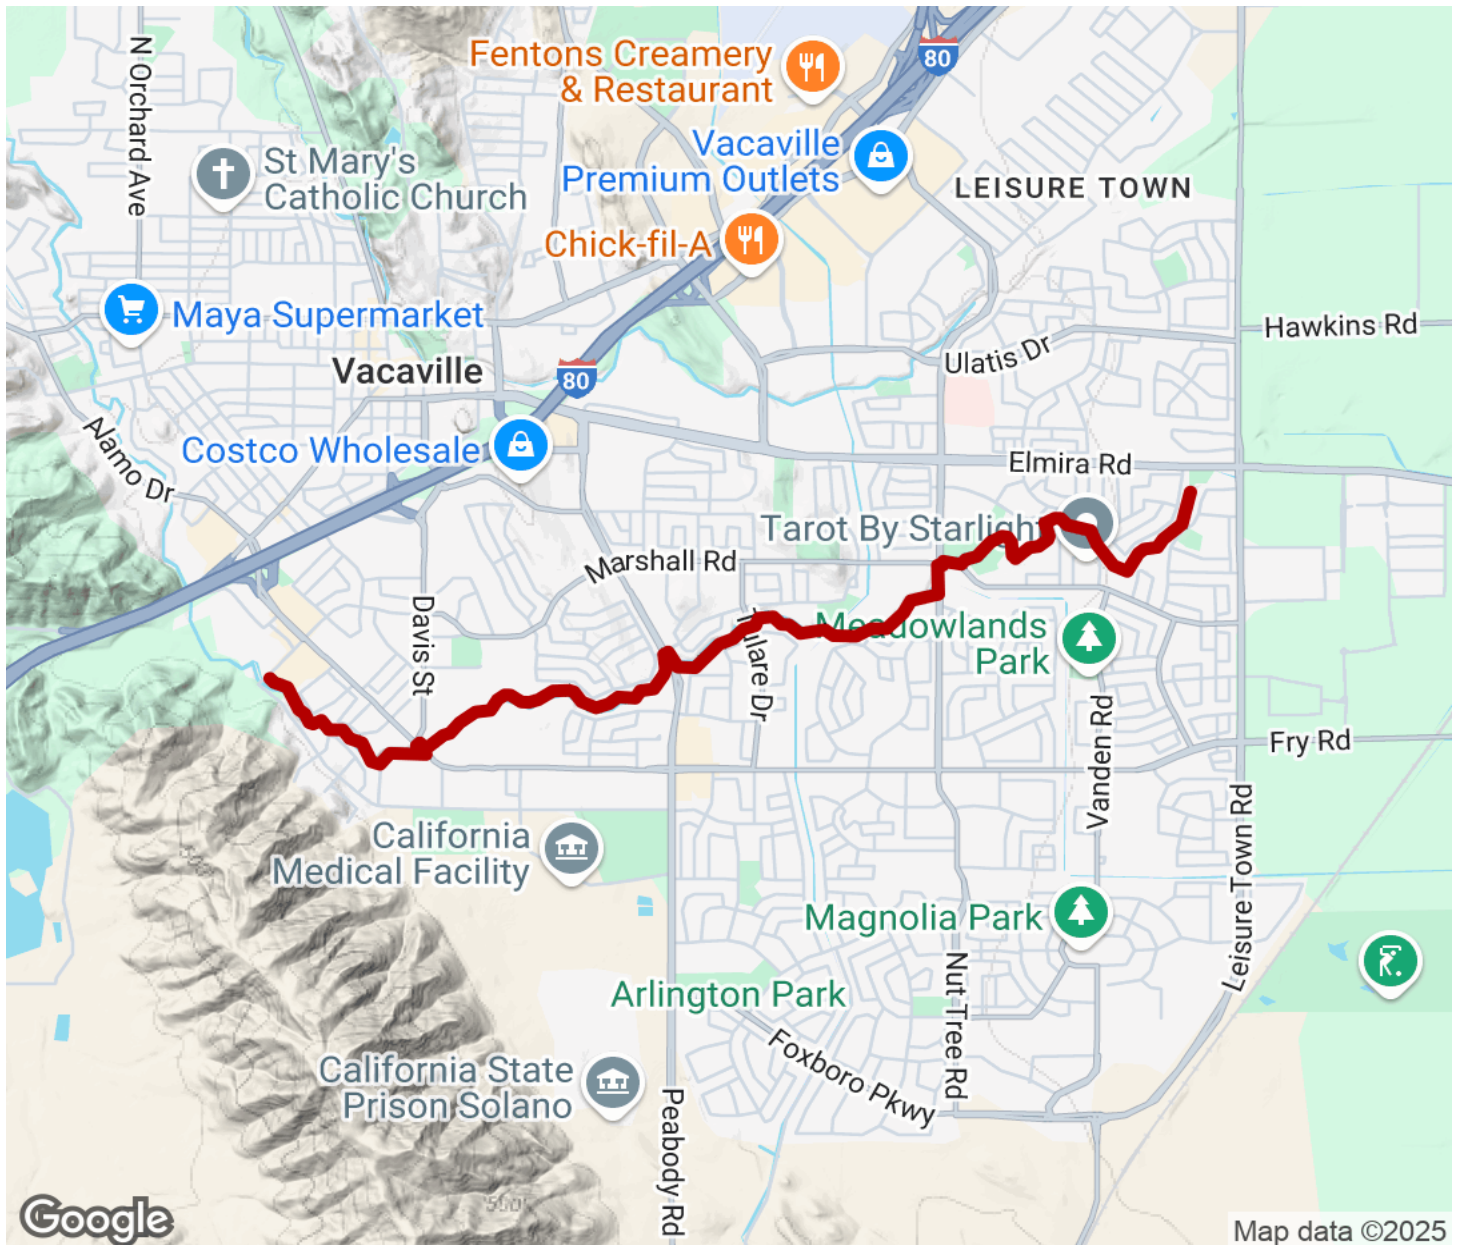 N Orchard Ave
Fentons Creamery
& Restaurant
80
St Mary's
Catholic Church
Vacaville
Premium Outlets
LEISURE TOWN
Chick-fil-A
Maya Supermarket
Hawkins Rd
Ulatis Dr
Vacaville
80
Alamo Dr
Costco Wholesale
Elmira Rd
Tarot By Starlight
Marshall Rd
Davis St
Tulare Dr
Meadowlands
Park
Vanden Rd
Fry Rd
Leisure Town Rd
California
Medical Facility
Magnolia Park
Nut Tree Rd
Arlington Park
Foxboro Pkwy
California State
Prison Solano
Peabody Rd
Google
Map data ©2025